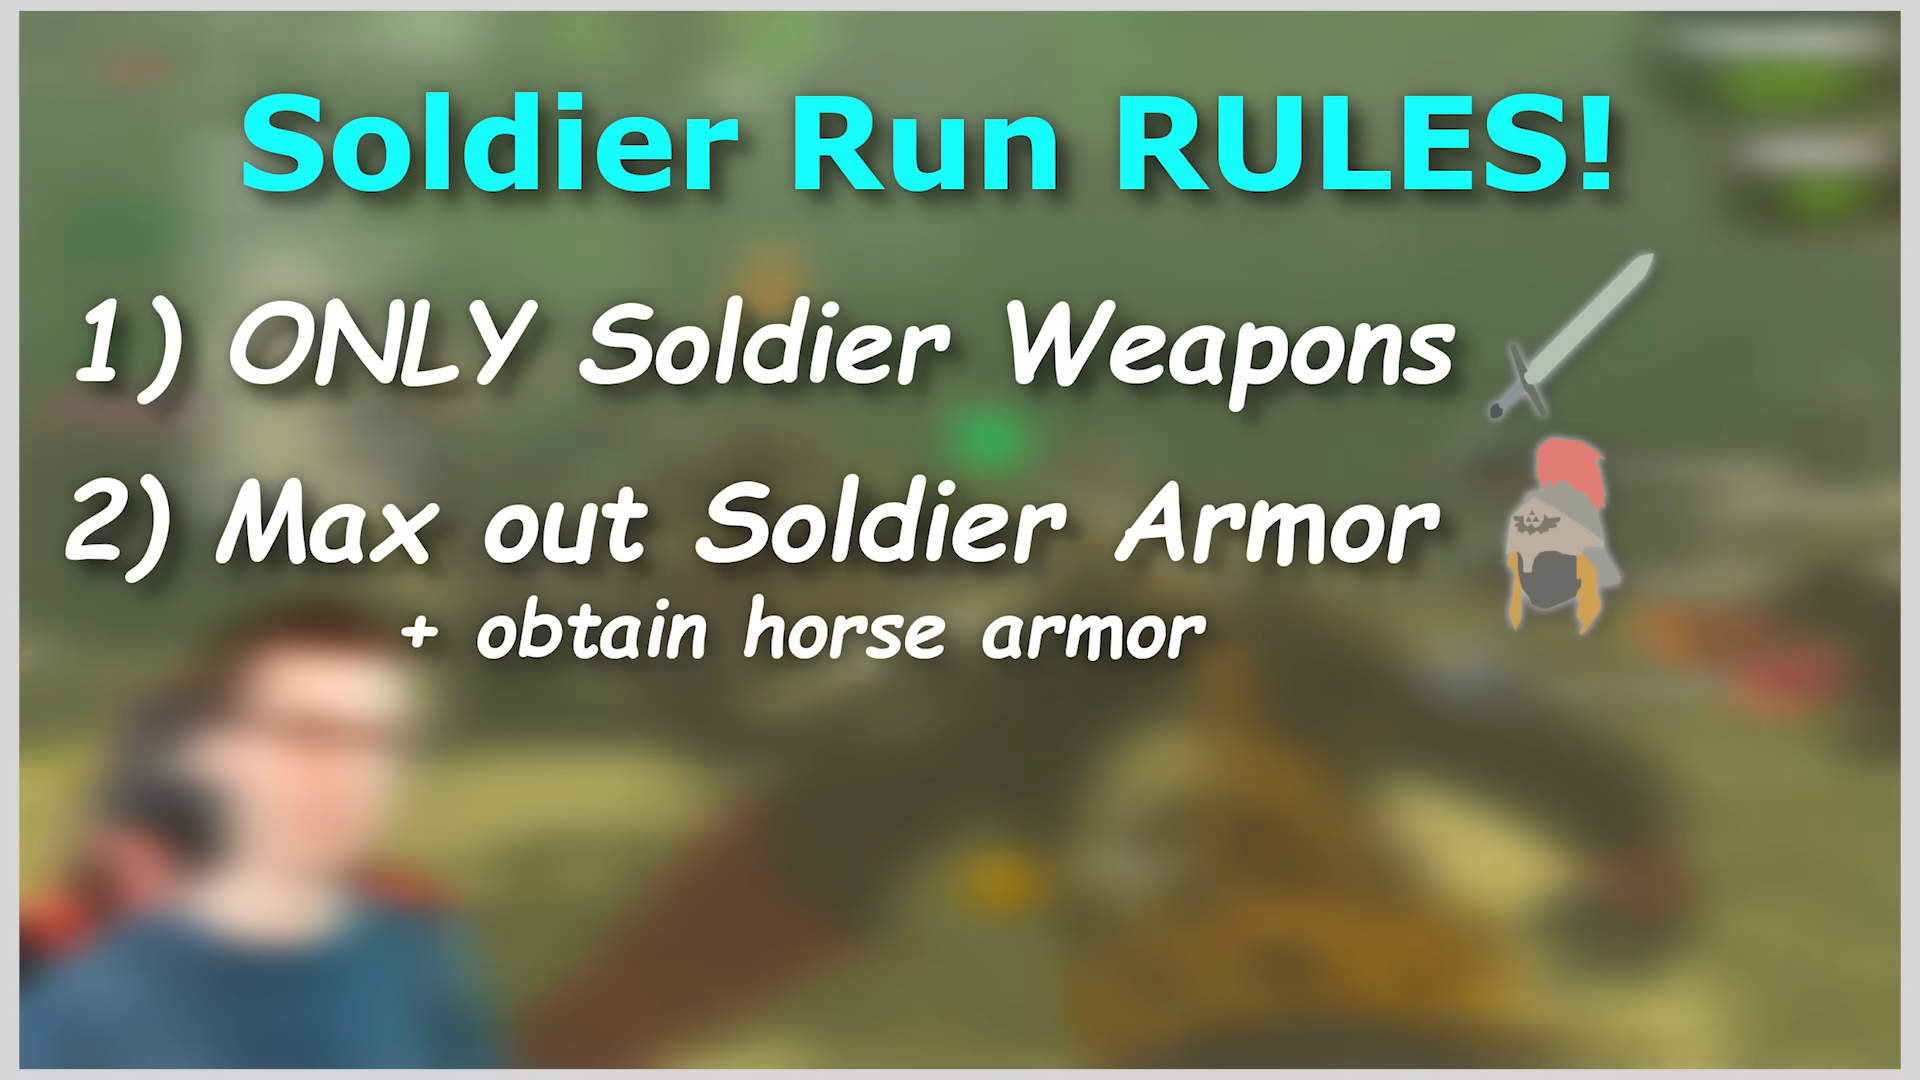 Soldier Run RULES!
1) ONLY Soldier Weapons
2) Max out Soldier Armor
+ obtain horse armor